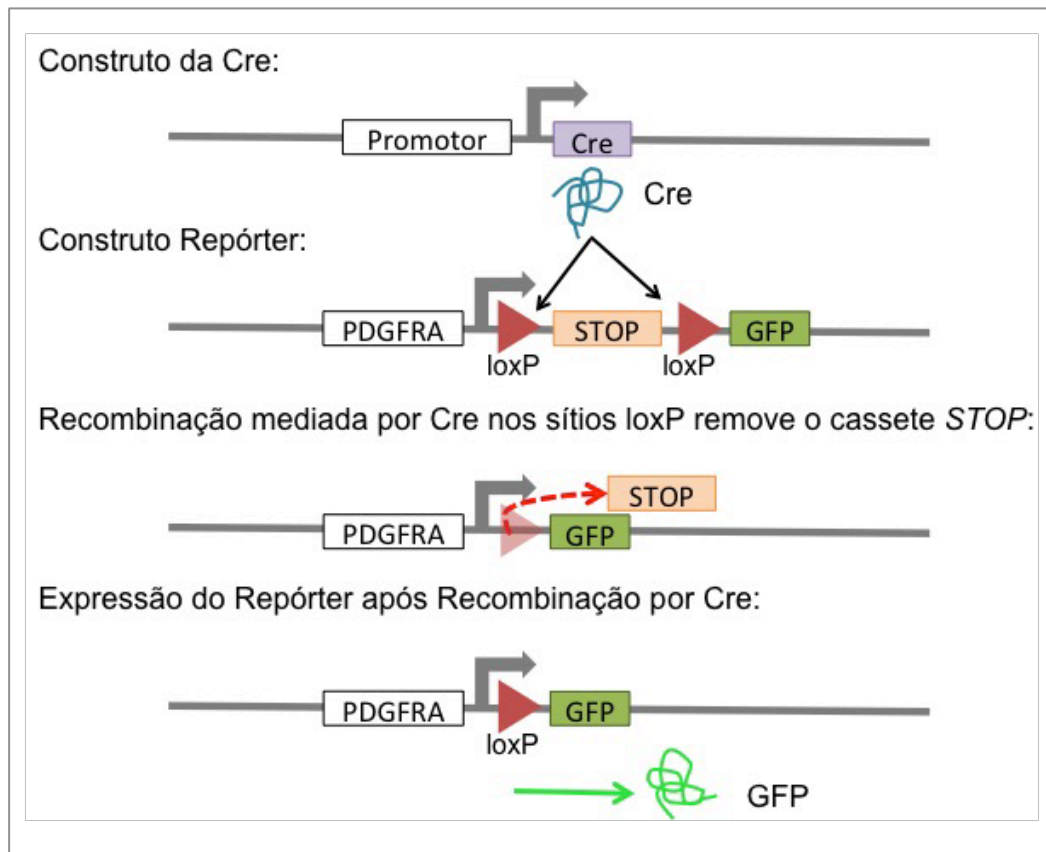 Construto da Cre:
Promotor
Cre
Cre
Construto Repórter:
PDGFRA
STOP
GFP
loxP
loxP
Recombinação mediada por Cre nos sítios loxP remove o cassete STOP:
STOP
PDGFRA
GFP
Expressão do Repórter após Recombinação por Cre:
PDGFRA
GFP
loxP
GFP